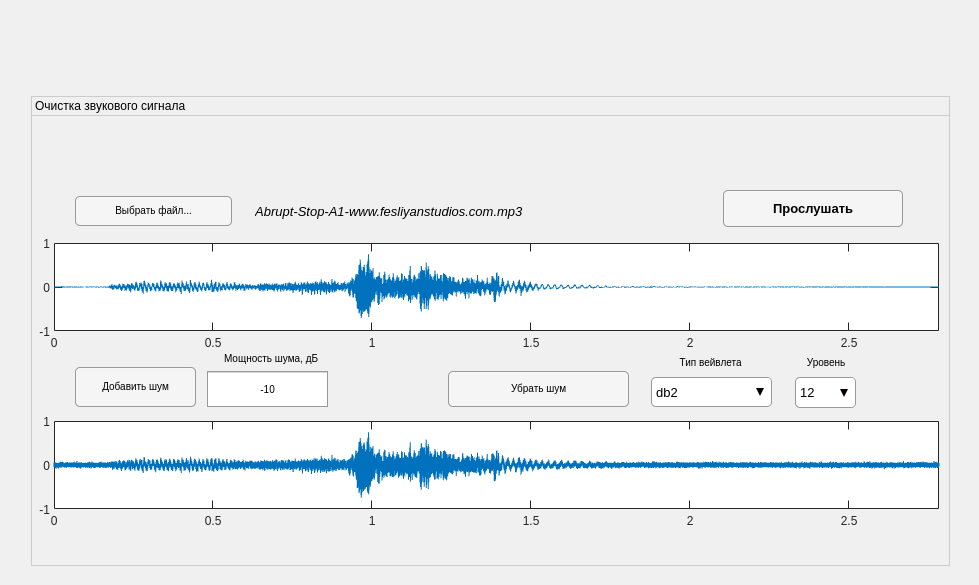 Очистка звукового сигнала
Выбрать файл...
Abrupt-Stop-A1-www.fesliyanstudios.com.mp3
Прослушать
1
0
-1
0 0.5 1 1.5 2 2.5
Мощность шума, дБ
Тип вейвлета
Уровень
Добавить шум
-10
Убрать шум
db2
12
1
0
-1
0 0.5 1 1.5 2 2.5